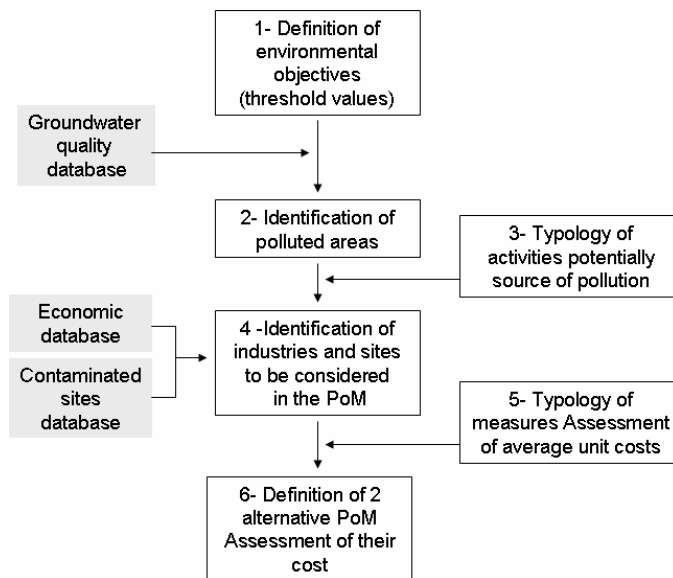 1- Definition of
environmental
objectives
(threshold values)
Groundwater
quality
database
2- Identification of
polluted areas
3- Typology of
activities potentially
source of pollution
Economic
database
Contaminated
sites
database
4 -Identification of
industries and sites
to be considered
in the PoM
5- Typology of
measures Assessment
of average unit costs
6- Definition of 2
alternative PoM
Assessment of their
cost